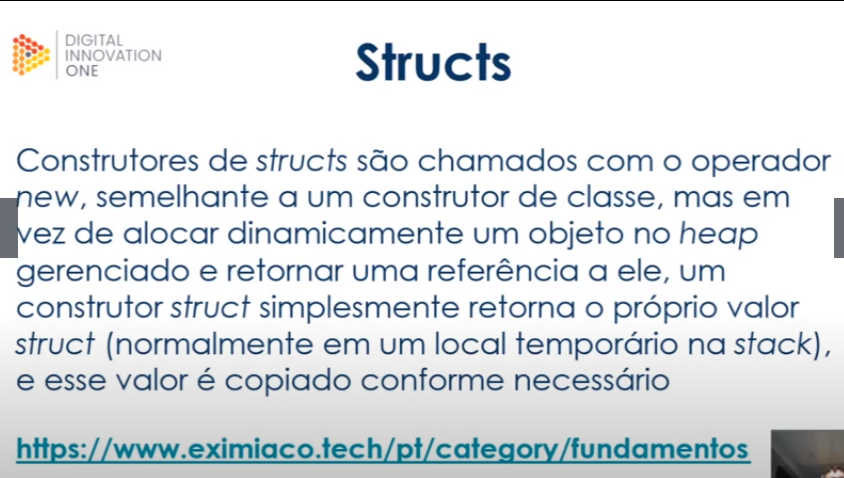 DIGITAL
INNOVATION
ONE
Structs
Construtores de structs são chamados com o operador
new, semelhante a um construtor de classe, mas em
vez de alocar dinamicamente um objeto no heap
gerenciado e retornar uma referência a ele, um
construtor struct simplesmente retorna o próprio valor
struct (normalmente em um local temporário na stack),
e esse valor é copiado conforme necessário
https://www.eximiaco.tech/pt/category/fundamentos